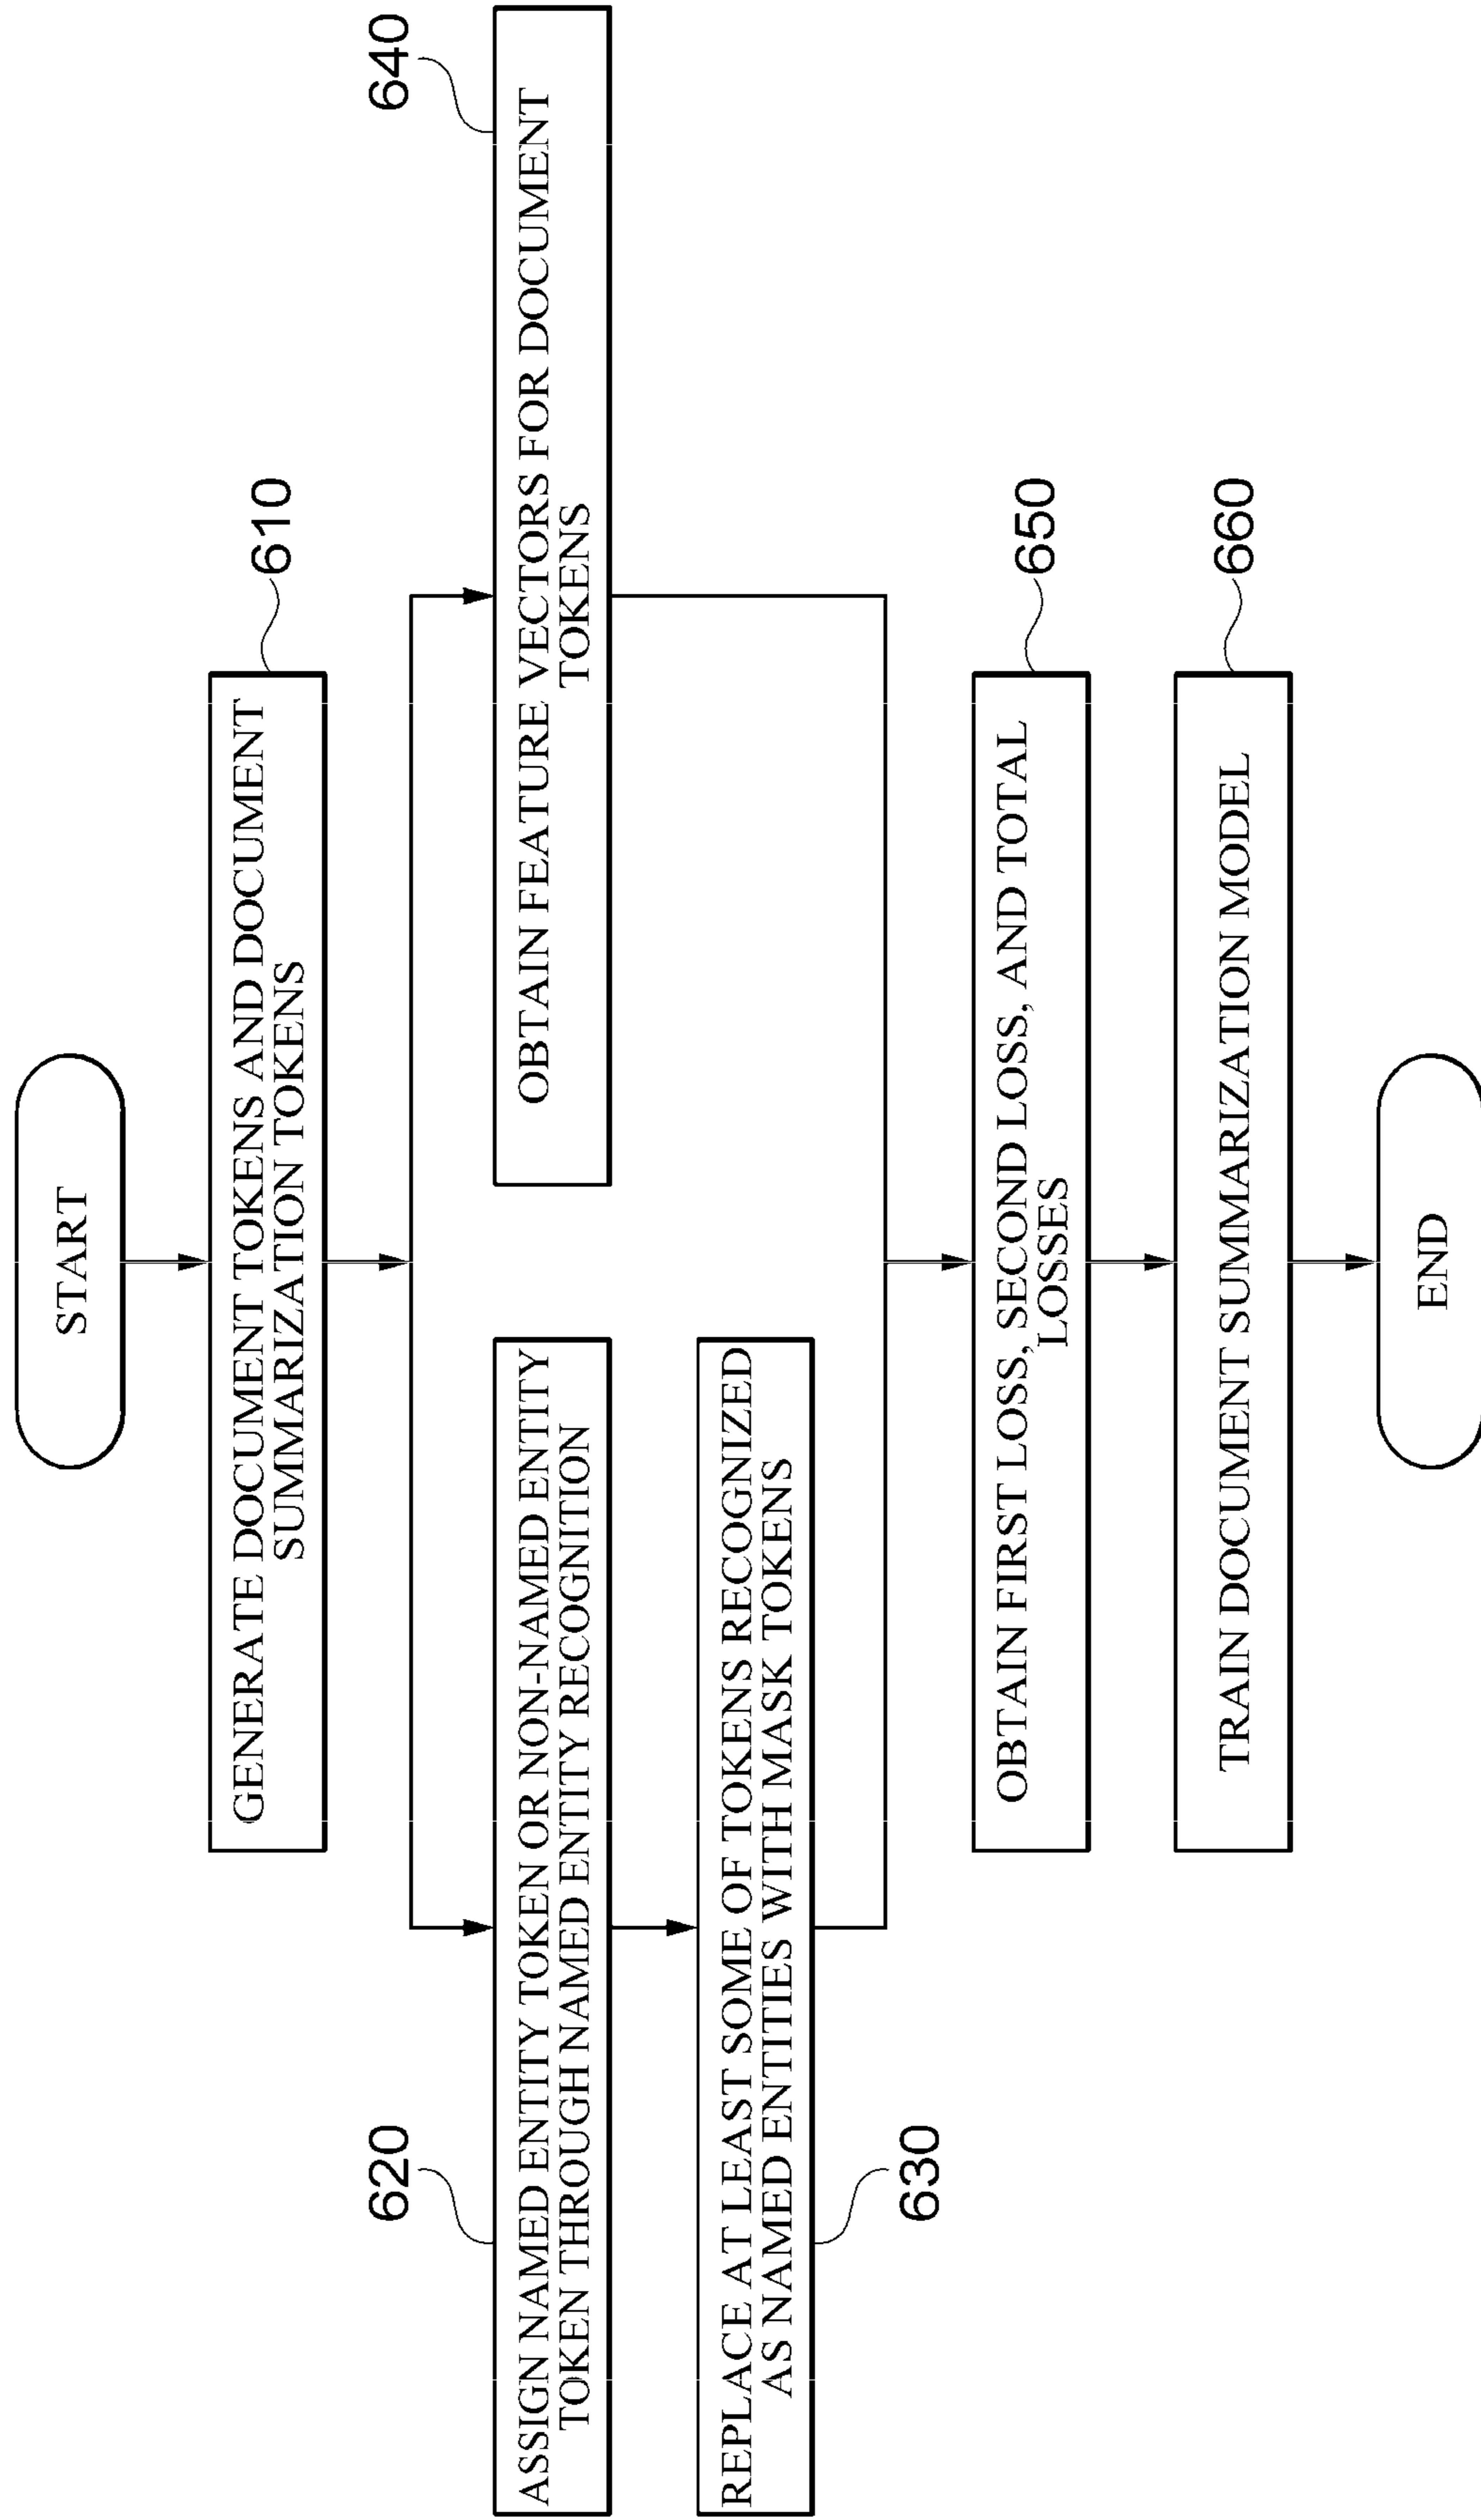 START
610
GENERATE DOCUMENT TOKENS AND DOCUMENT
SUMMARIZATION TOKENS
620
ASSIGN NAMED ENTITY TOKEN OR NON-NAMED ENTITY
TOKEN THROUGH NAMED ENTITY RECOGNITION
REPLACE AT LEAST SOME OF TOKENS RECOGNIZED
AS NAMED ENTITIES WITH MASK TOKENS
630
640
OBTAIN FEATURE VECTORS FOR DOCUMENT
TOKENS
650
OBTAIN FIRST LOSS, SECOND LOSS, AND TOTAL
LOSSES
660
TRAIN DOCUMENT SUMMARIZATION MODEL
END